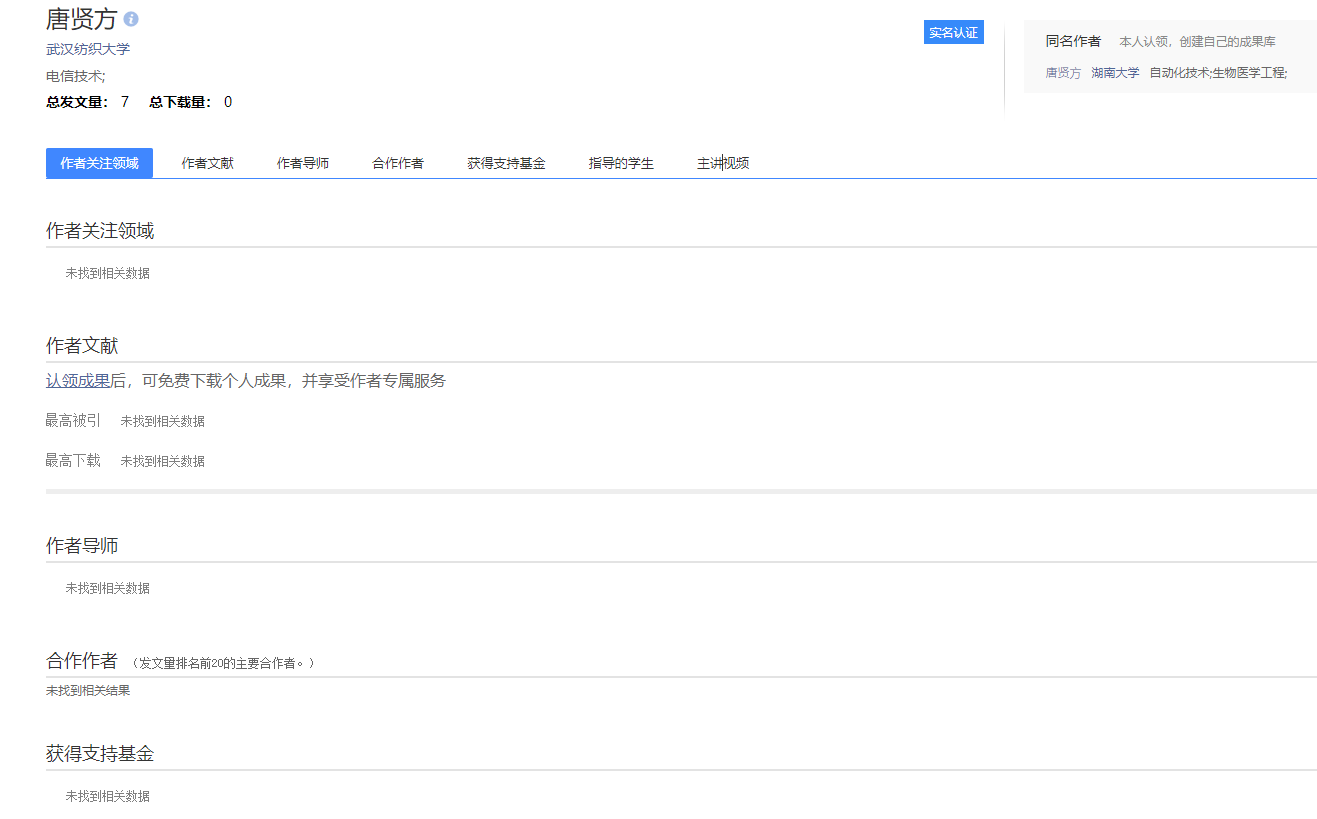 唐贤方
武汉纺织大学
电信技术;
总发文量： 7 总下载量： 0
实名认证
同名作者 本人认领，创建自己的成果库
唐贤方 湖南大学 自动化技术;生物医学工程;
作者关注领域 作者文献 作者导师 合作作者 获得支持基金 指导的学生 主讲视频
作者关注领域
未找到相关数据
作者文献
认领成果后，可免费下载个人成果，并享受作者专属服务
最高被引 未找到相关数据
最高下载 未找到相关数据
作者导师
未找到相关数据
合作作者 （发文量排名前20的主要合作者。）
未找到相关结果
获得支持基金
未找到相关数据